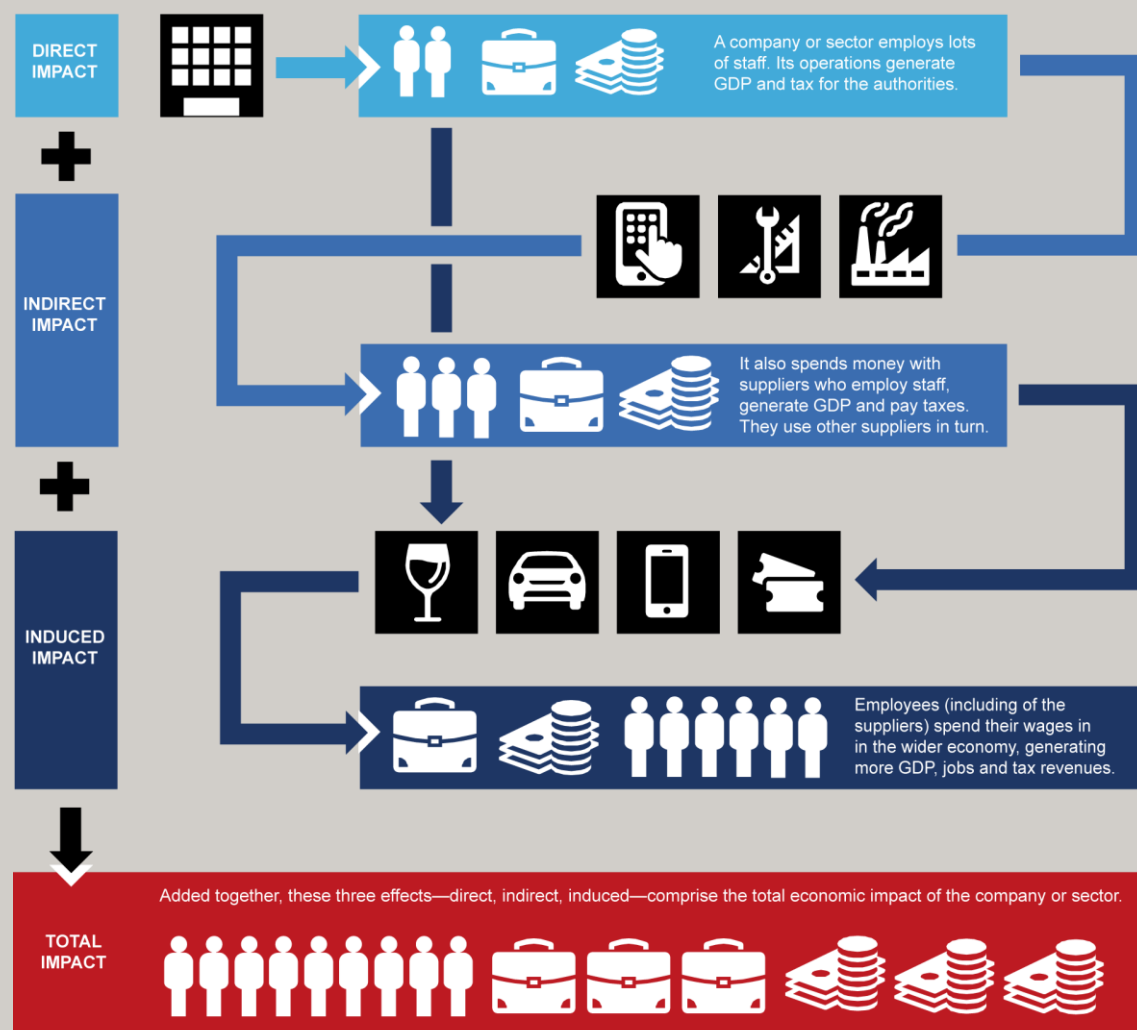 DIRECT
IMPACT
A company or sector employs lots
of staff. Its operations generate
GDP and tax for the authorities.
INDIRECT
IMPACT
It also spends money with
suppliers who employ staff,
generate GDP and pay taxes.
They use other suppliers in turn.
INDUCED
IMPACT
Employees (including of the
suppliers) spend their wages in
in the wider economy, generating
more GDP, jobs and tax revenues.
Added together, these three effects—direct, indirect, induced—comprise the total economic impact of the company or sector.
TOTAL
IMPACT